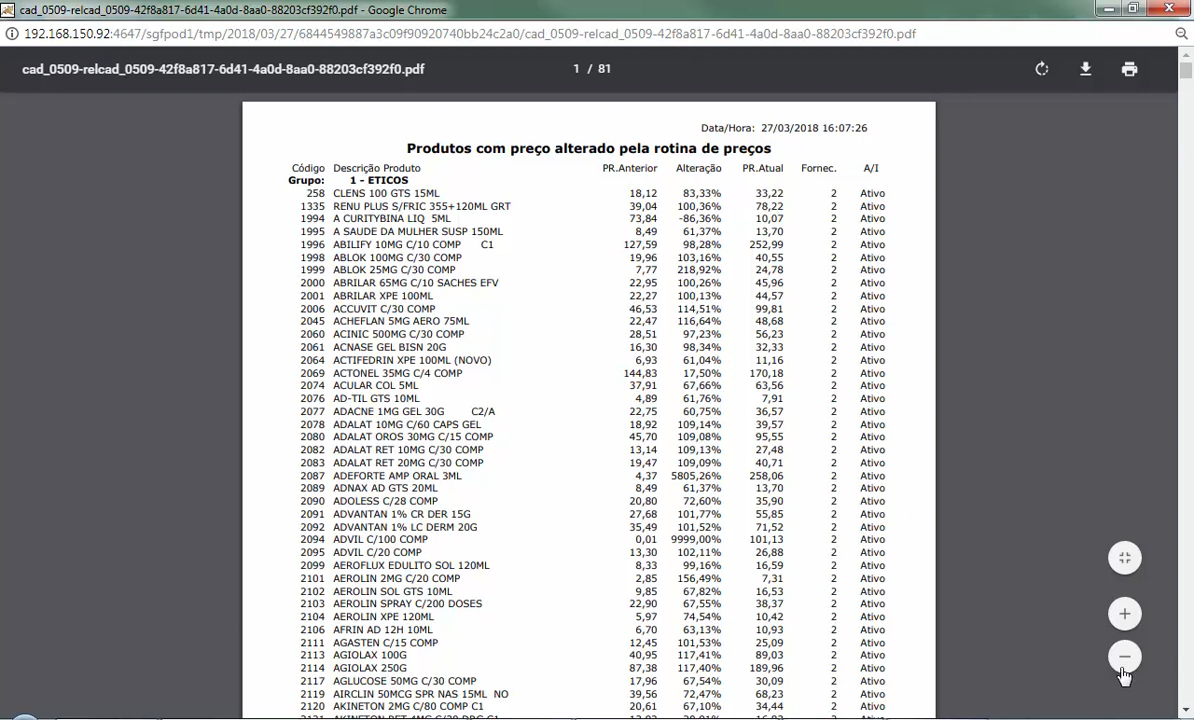 cad_0509-relcad_0509-42f8a817-6d41-4a0d-8aa0-88203cf392f0.pdf - Google Chrome
192.168.150.92:4647/sgfpod1/tmp/2018/03/27/6844549887a3c09f90920740bb24c2a0/cad_0509-relcad_0509-42f8a817-6d41-4a0d-8aa0-88203cf392f0.pdf
cad_0509-relcad_0509-42f8a817-6d41-4a0d-8aa0-88203cf392f0.pdf 1 / 81
Data/Hora: 27/03/2018 16:07:26
Produtos com preço alterado pela rotina de preços
Código Descrição Produto PR.Anterior Alteração PR.Atual Fornec. A/I
Grupo: 1 - ETICOS
258 CLENS 100 GTS 15ML 18,12 83,33% 33,22 2 Ativo
1335 RENU PLUS S/FRIC 355+120ML GRT 39,04 100,36% 78,22 2 Ativo
1994 A CURITYBINA LIQ 5ML 73,84 -86,36% 10,07 2 Ativo
1995 A SAUDE DA MULHER SUSP 150ML 8,49 61,37% 13,70 2 Ativo
1996 ABILIFY 10MG C/10 COMP C1 127,59 98,28% 252,99 2 Ativo
1998 ABLOK 100MG C/30 COMP 19,96 103,16% 40,55 2 Ativo
1999 ABLOK 25MG C/30 COMP 7,77 218,92% 24,78 2 Ativo
2000 ABRILAR 65MG C/10 SACHES EFV 22,95 100,26% 45,96 2 Ativo
2001 ABRILAR XPE 100ML 22,27 100,13% 44,57 2 Ativo
2006 ACCUVIT C/30 COMP 46,53 114,51% 99,81 2 Ativo
2045 ACHEFLAN 5MG AERO 75ML 22,47 116,64% 48,68 2 Ativo
2060 ACINIC 500MG C/30 COMP 28,51 97,23% 56,23 2 Ativo
2061 ACNASE GEL BISN 20G 16,30 98,34% 32,33 2 Ativo
2064 ACTIFEDRIN XPE 100ML (NOVO) 6,93 61,04% 11,16 2 Ativo
2069 ACTONEL 35MG C/4 COMP 144,83 17,50% 170,18 2 Ativo
2074 ACULAR COL 5ML 37,91 67,66% 63,56 2 Ativo
2076 AD-TIL GTS 10ML 4,89 61,76% 7,91 2 Ativo
2077 ADACNE 1MG GEL 30G C2/A 22,75 60,75% 36,57 2 Ativo
2078 ADALAT 10MG C/60 CAPS GEL 18,92 109,14% 39,57 2 Ativo
2080 ADALAT OROS 30MG C/15 COMP 45,70 109,08% 95,55 2 Ativo
2082 ADALAT RET 10MG C/30 COMP 13,14 109,13% 27,48 2 Ativo
2083 ADALAT RET 20MG C/30 COMP 19,47 109,09% 40,71 2 Ativo
2087 ADEFORTE AMP ORAL 3ML 4,37 5805,26% 258,06 2 Ativo
2089 ADNAX AD GTS 20ML 8,49 61,37% 13,70 2 Ativo
2090 ADOLESS C/28 COMP 20,80 72,60% 35,90 2 Ativo
2091 ADVANTAN 1% CR DER 15G 27,68 101,77% 55,85 2 Ativo
2092 ADVANTAN 1% LC DERM 20G 35,49 101,52% 71,52 2 Ativo
2094 ADVIL C/100 COMP 0,01 9999,00% 101,13 2 Ativo
2095 ADVIL C/20 COMP 13,30 102,11% 26,88 2 Ativo
2099 AEROFLUX EDULITO SOL 120ML 8,33 99,16% 16,59 2 Ativo
2101 AEROLIN 2MG C/20 COMP 2,85 156,49% 7,31 2 Ativo
2102 AEROLIN SOL GTS 10ML 9,85 67,82% 16,53 2 Ativo
2103 AEROLIN SPRAY C/200 DOSES 22,90 67,55% 38,37 2 Ativo
2104 AEROLIN XPE 120ML 5,97 74,54% 10,42 2 Ativo
2106 AFRIN AD 12H 10ML 6,70 63,13% 10,93 2 Ativo
2111 AGASTEN C/15 COMP 12,45 101,53% 25,09 2 Ativo
2113 AGIOLAX 100G 40,95 117,41% 89,03 2 Ativo
2114 AGIOLAX 250G 87,38 117,40% 189,96 2 Ativo
2117 AGLUCOSE 50MG C/30 COMP 17,96 67,54% 30,09 2 Ativo
2119 AIRCLIN 50MCG SPR NAS 15ML NO 39,56 72,47% 68,23 2 Ativo
2120 AKINETON 2MG C/80 COMP C1 20,61 67,10% 34,44 2 Ativo